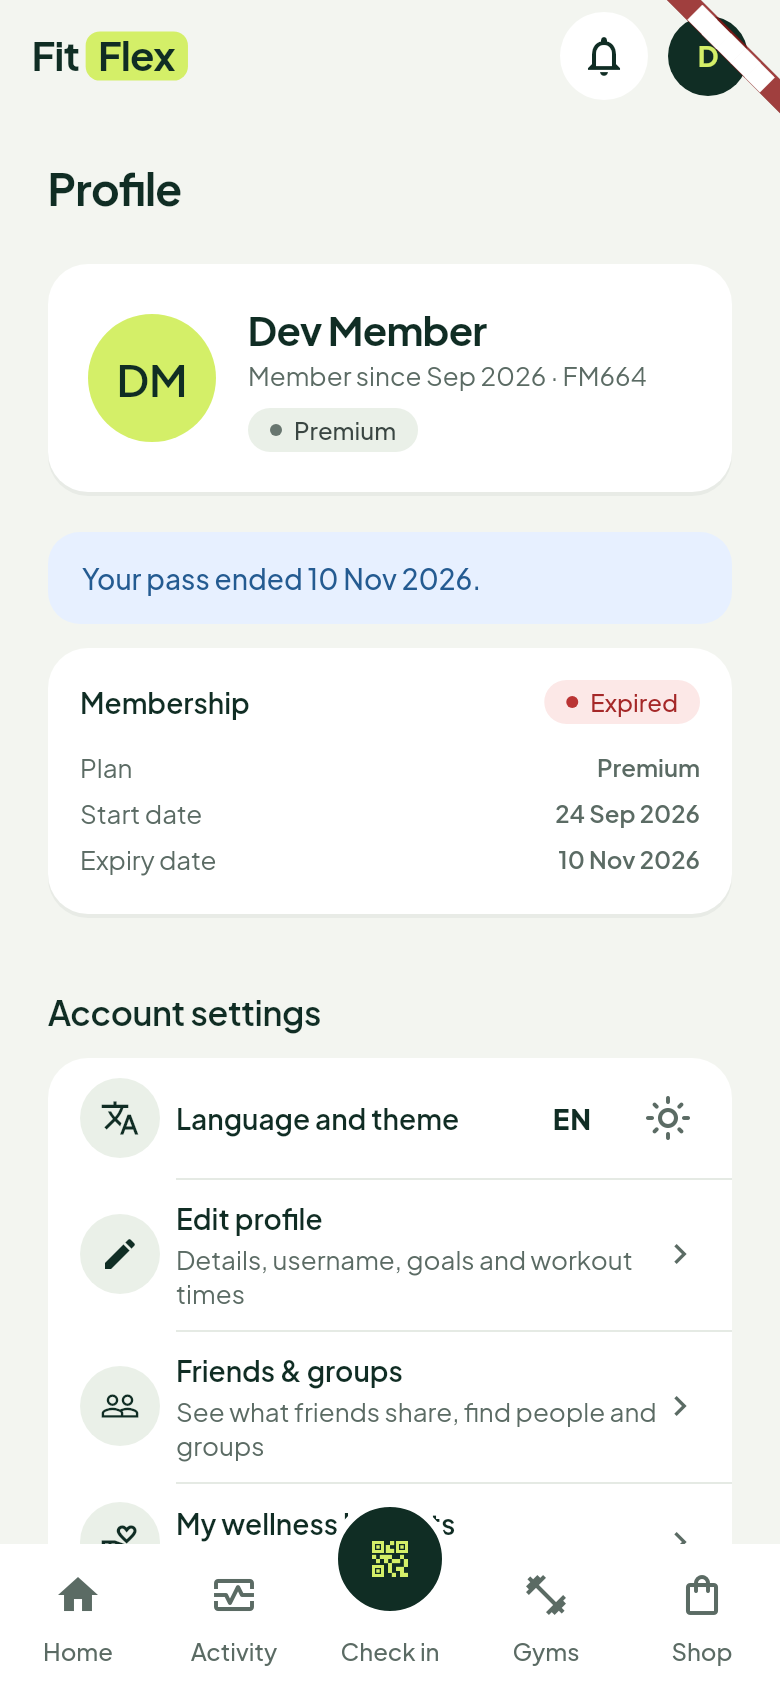 Fit Flex
D
Profile
DM
Dev Member
Member since Sep 2026 · FM664
Premium
Your pass ended 10 Nov 2026.
Membership
Expired
Plan
Premium
Start date
24 Sep 2026
Expiry date
10 Nov 2026
Account settings
Language and theme
EN
Edit profile
Details, username, goals and workout
times
Friends & groups
See what friends share, find people and
groups
My wellness
Home
Activity
Check in
Gyms
Shop